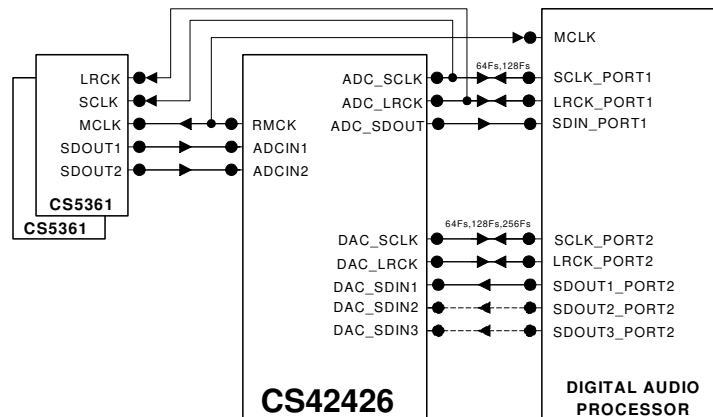 MCLK
64Fs,128Fs
LRCK
ADC_SCLK
SCLK_PORT1
SCLK
ADC_LRCK
LRCK_PORT1
MCLK
RMCK
ADC_SDOUT
SDIN_PORT1
SDOUT1
ADCIN1
SDOUT2
ADCIN2
CS5361
CS5361
64Fs,128Fs,256Fs
DAC_SCLK
SCLK_PORT2
DAC_LRCK
LRCK_PORT2
DAC_SDIN1
SDOUT1_PORT2
DAC_SDIN2
SDOUT2_PORT2
DAC_SDIN3
SDOUT3_PORT2
CS42426
DIGITAL AUDIO
PROCESSOR